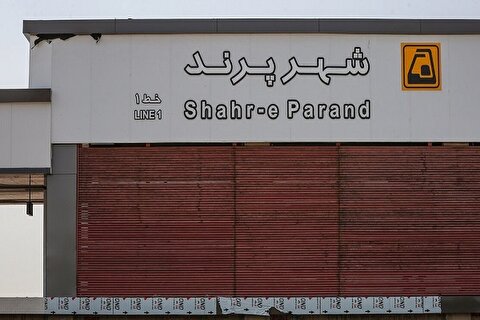 شهر پرند
خط ۱
LINE 1
Shahr-e Parand